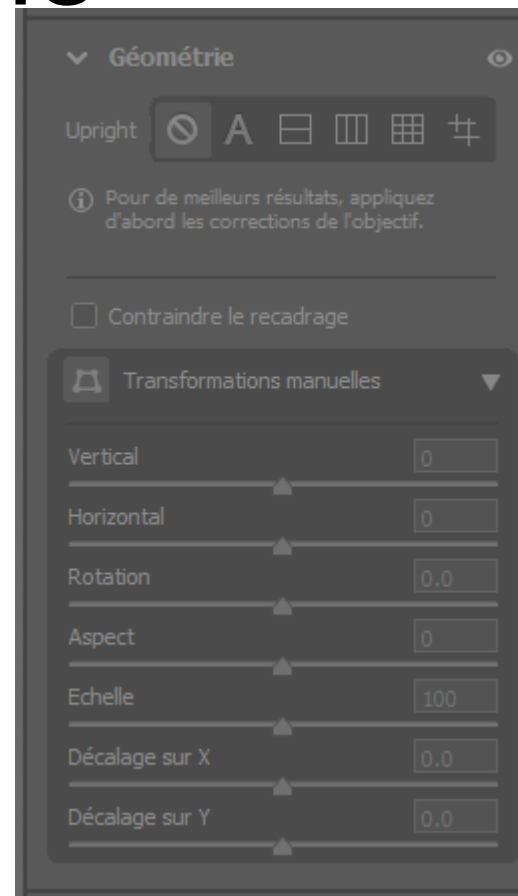 Géométrie
Upright A
Pour de meilleurs résultats, appliquez
d'abord les corrections de l'objectif.
Contraindre le recadrage
Transformations manuelles
Vertical 0
Horizontal 0
Rotation 0.0
Aspect 0
Echelle 100
Décalage sur X 0.0
Décalage sur Y 0.0